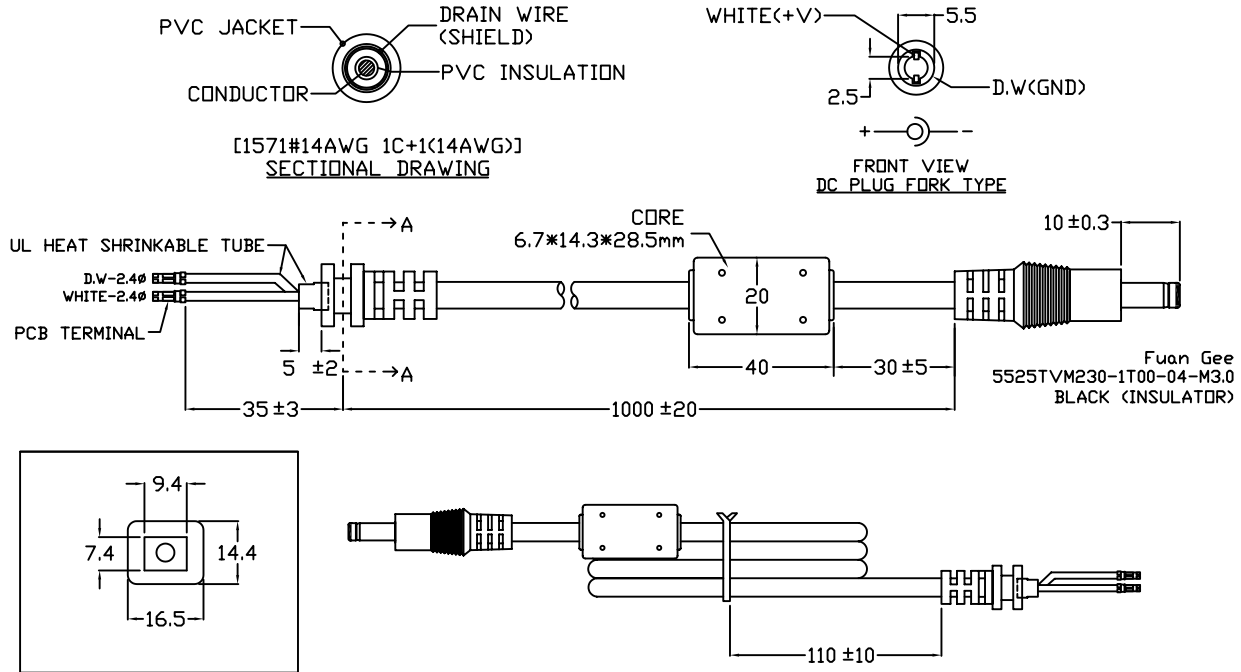 PVC JACKET
DRAIN WIRE
(SHIELD)
PVC INSULATION
CONDUCTOR
[1571#14AWG 1C+1(14AWG)]
SECTIONAL DRAWING
WHITE(+V)
5.5
2.5
D.W(GND)
+
-
FRONT VIEW
DC PLUG FORK TYPE
UL HEAT SHRINKABLE TUBE
D.W-2.4ø
WHITE-2.4ø
PCB TERMINAL
A
A
CORE
6.7*14.3*28.5mm
10±0.3
20
5 ±2
40
30±5
35±3
1000±20
Fuan Gee
5525TVM230-1T00-04-M3.0
BLACK (INSULATOR)
9.4
7.4
14.4
16.5
110±10